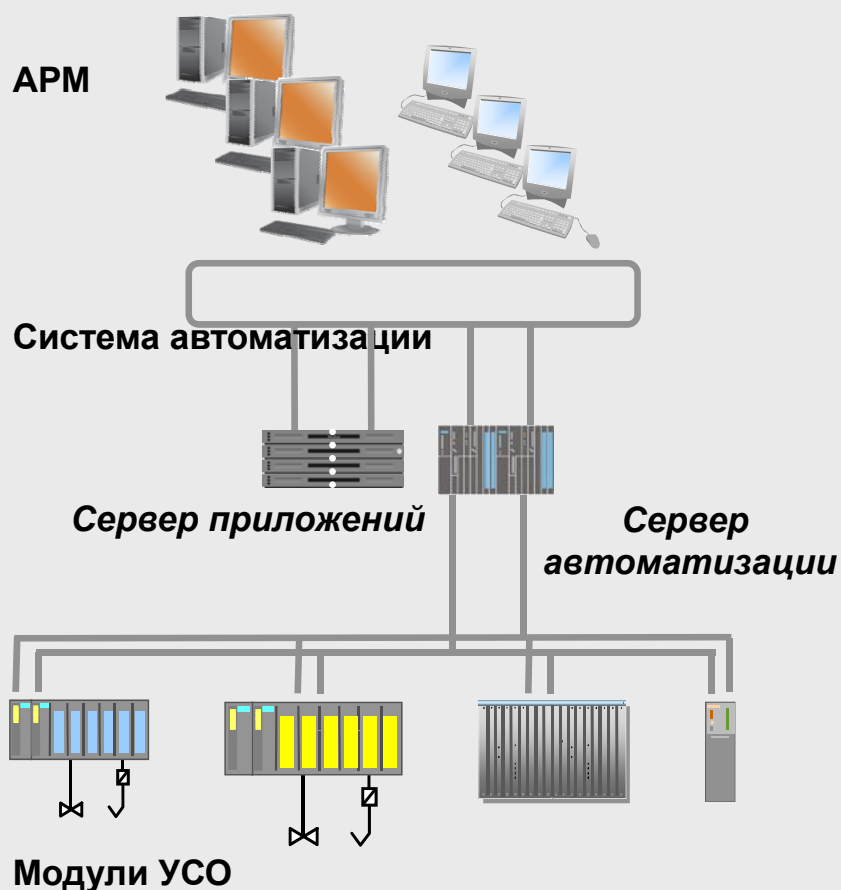 АРМ
Система автоматизации
Сервер приложений
Сервер
автоматизации
Модули УСО